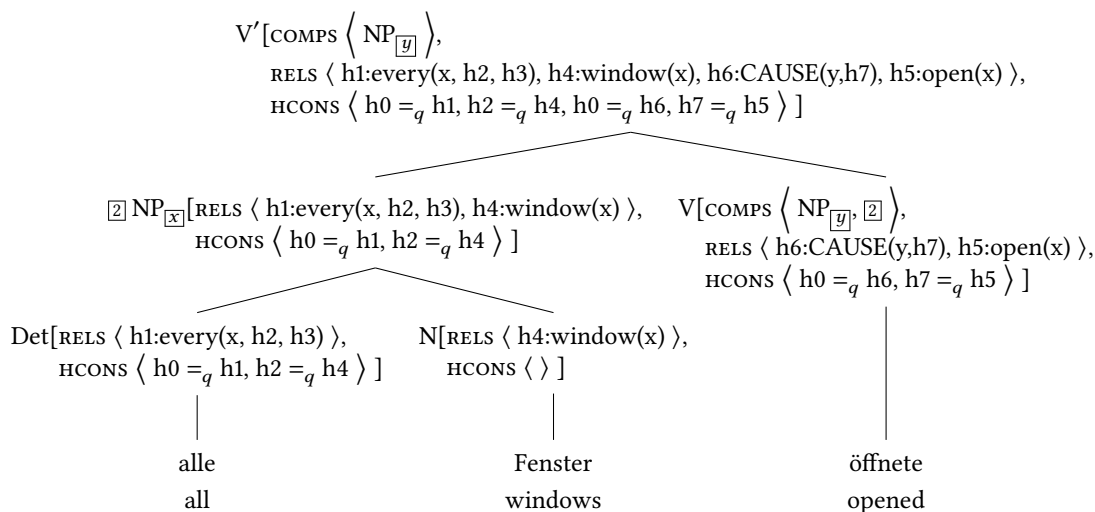 V′[COMPS ⟨ NP[y] ⟩,
RELS ⟨ h1:every(x, h2, h3), h4:window(x), h6:CAUSE(y,h7), h5:open(x) ⟩,
HCONS ⟨ h0 =q h1, h2 =q h4, h0 =q h6, h7 =q h5 ⟩ ]
[2] NP[x][RELS ⟨ h1:every(x, h2, h3), h4:window(x) ⟩,
HCONS ⟨ h0 =q h1, h2 =q h4 ⟩ ]
V[COMPS ⟨ NP[y], [2] ⟩,
RELS ⟨ h6:CAUSE(y,h7), h5:open(x) ⟩,
HCONS ⟨ h0 =q h6, h7 =q h5 ⟩ ]
Det[RELS ⟨ h1:every(x, h2, h3) ⟩,
HCONS ⟨ h0 =q h1, h2 =q h4 ⟩ ]
N[RELS ⟨ h4:window(x) ⟩,
HCONS ⟨ ⟩ ]
alle Fenster öffnete
all windows opened